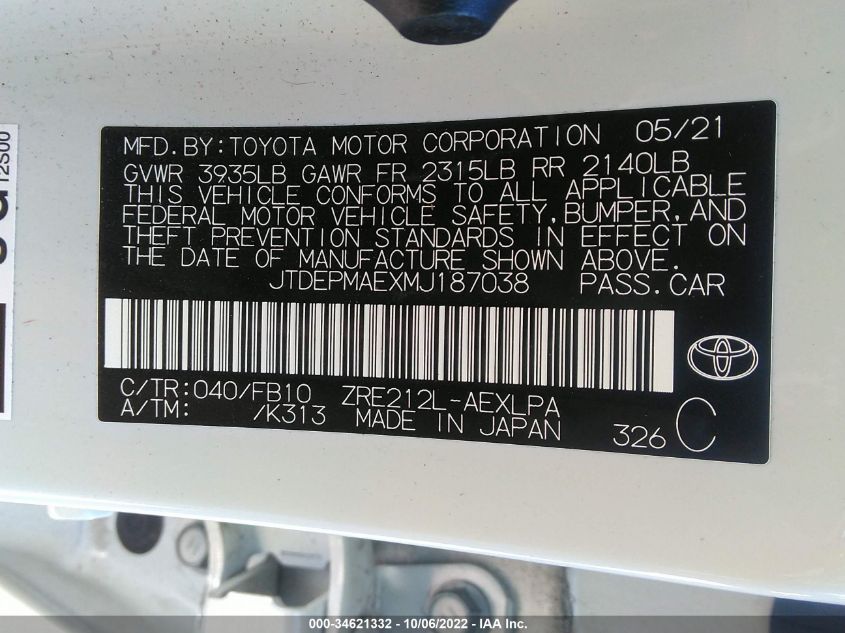 MFD.BY:TOYOTA MOTOR CORPORATION 05/21
GVWR 3935LB GAWR FR 2315LB RR 2140LB
THIS VEHICLE CONFORMS TO ALL APPLICABLE
FEDERAL MOTOR VEHICLE SAFETY,BUMPER,AND
THEFT PREVENTION STANDARDS IN EFFECT ON
THE DATE OF MANUFACTURE SHOWN ABOVE.
JTDEPMAEXMJ187038 PASS.CAR
C/TR:040/FB10 ZRE212L-AEXLPA
A/TM: /K313 MADE IN JAPAN 326 C
12S00
000-34621332 - 10/06/2022 - IAAI.com